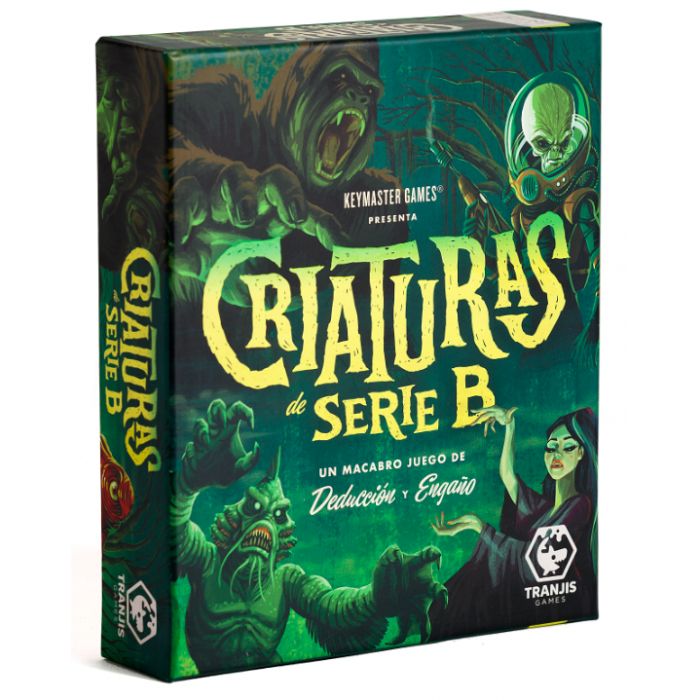 KEYMASTER GAMES®
PRESENTA
CRIATURAS
de SERIE B
UN MACABRO JUEGO DE
Deducción Y Engaño
TRANJIS
GAMES
CRIATURAS
de SERIE B
TRANJIS
GAMES